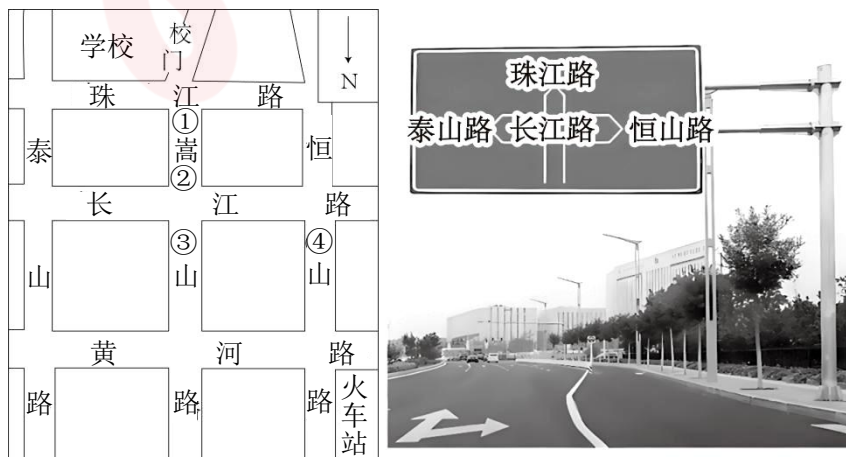 学校
校
门
N
珠 江 路
①
泰 嵩 恒
②
长 江 路
③ ④
山 山 山
黄 河 路
路 路 路
火
车
站
珠江路
泰山路 长江路 恒山路